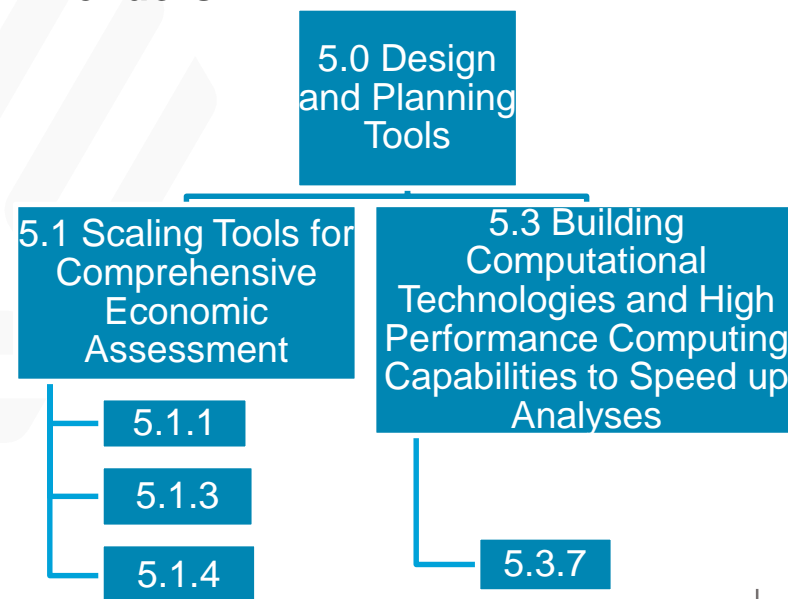 5.0 Design
and Planning
Tools
5.1 Scaling Tools for
Comprehensive
Economic
Assessment
5.1.1
5.1.3
5.1.4
5.3 Building
Computational
Technologies and High
Performance Computing
Capabilities to Speed up
Analyses
5.3.7